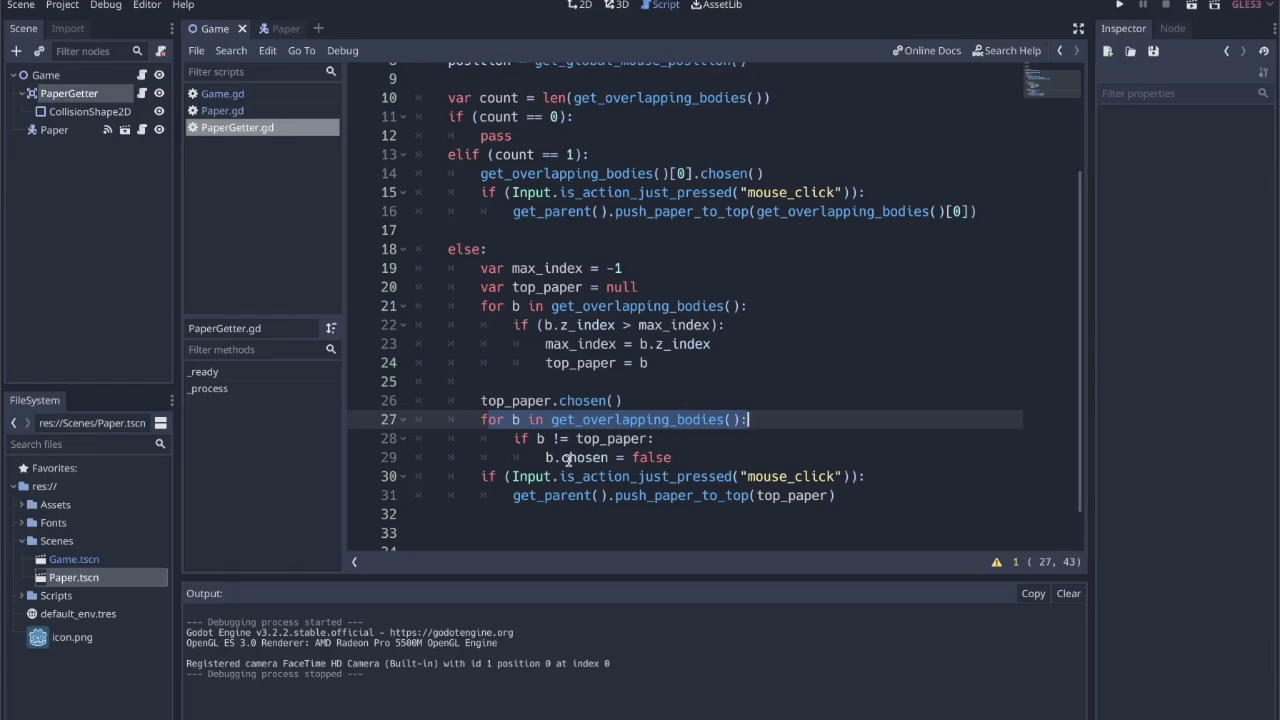 Scene Project Debug Editor Help 2D 3D Script AssetLib GLES3
Scene Import Game Paper Inspector Node
Filter nodes File Search Edit Go To Debug Online Docs Search Help
Game
PaperGetter
CollisionShape2D
Paper
Filter scripts
Game.gd
Paper.gd
PaperGetter.gd
PaperGetter.gd
Filter methods
_ready
_process
8 position = get_global_mouse_position()
9
10 var count = len(get_overlapping_bodies())
11 if (count == 0):
12 pass
13 elif (count == 1):
14 get_overlapping_bodies()[0].chosen()
15 if (Input.is_action_just_pressed("mouse_click")):
16 get_parent().push_paper_to_top(get_overlapping_bodies()[0])
17
18 else:
19 var max_index = -1
20 var top_paper = null
21 for b in get_overlapping_bodies():
22 if (b.z_index > max_index):
23 max_index = b.z_index
24 top_paper = b
25
26 top_paper.chosen()
27 for b in get_overlapping_bodies():
28 if b != top_paper:
29 b.chosen = false
30 if (Input.is_action_just_pressed("mouse_click")):
31 get_parent().push_paper_to_top(top_paper)
32
33
34
1 ( 27, 43)
Filter properties
FileSystem
res://Scenes/Paper.tscn
Search files
Favorites:
res://
Assets
Fonts
Scenes
Game.tscn
Paper.tscn
Scripts
default_env.tres
icon.png
Output: Copy Clear
--- Debugging process started ---
Godot Engine v3.2.2.stable.official - https://godotengine.org
OpenGL ES 3.0 Renderer: AMD Radeon Pro 5500M OpenGL Engine
Registered camera FaceTime HD Camera (Built-in) with id 1 position 0 at index 0
--- Debugging process stopped ---